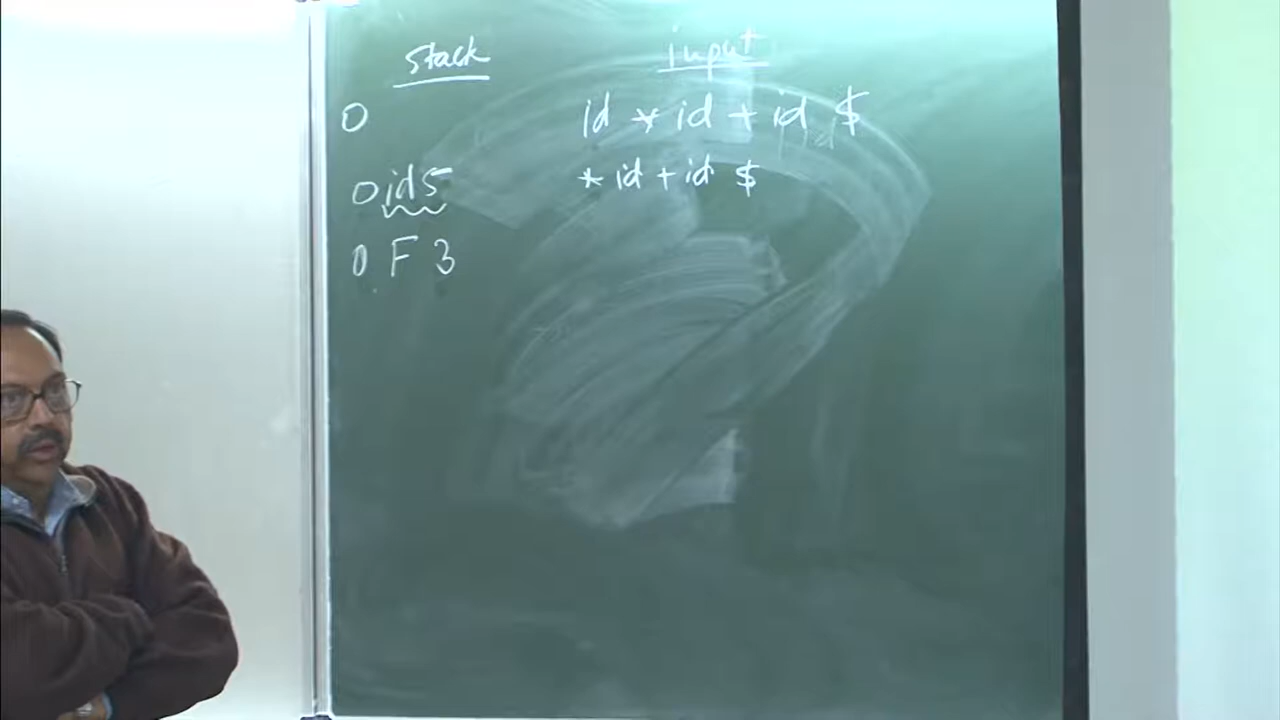 stack input
0 id * id + id $
0 id 5 * id + id $
0 F 3